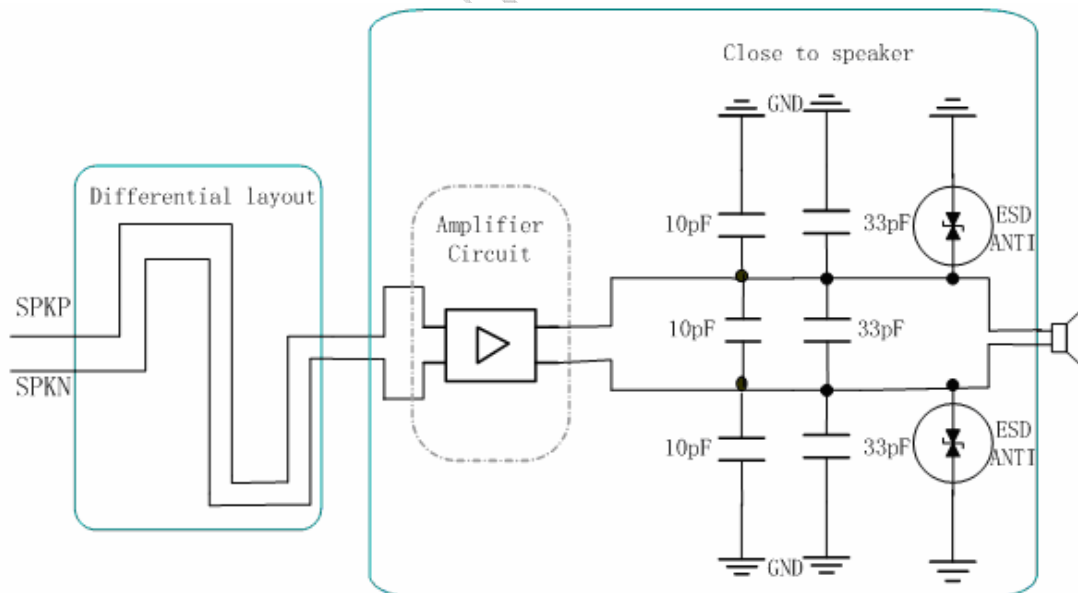 Close to speaker
GND
Differential layout
10pF
33pF
ESD
ANTI
Amplifier
Circuit
SPKP
10pF
33pF
SPKN
10pF
33pF
ESD
ANTI
GND